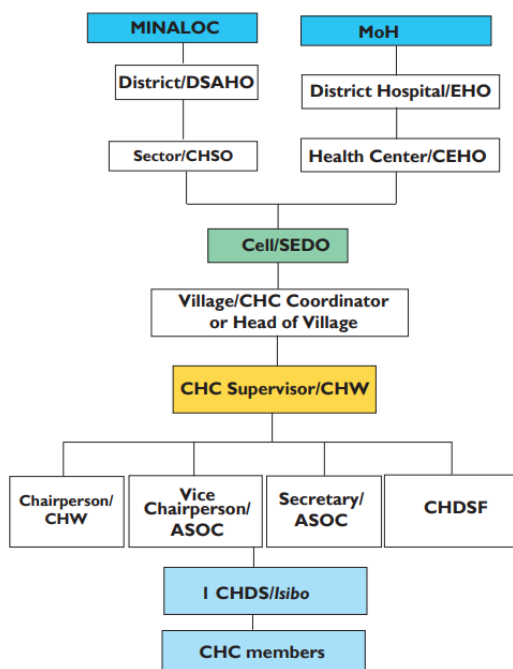 MINALOC
MoH
District/DSAHO
District Hospital/EHO
Sector/CHSO
Health Center/CEHO
Cell/SEDO
Village/CHC Coordinator
or Head of Village
CHC Supervisor/CHW
Chairperson/
CHW
Vice
Chairperson/
ASOC
Secretary/
ASOC
CHDSF
1 CHDS/Isibo
CHC members